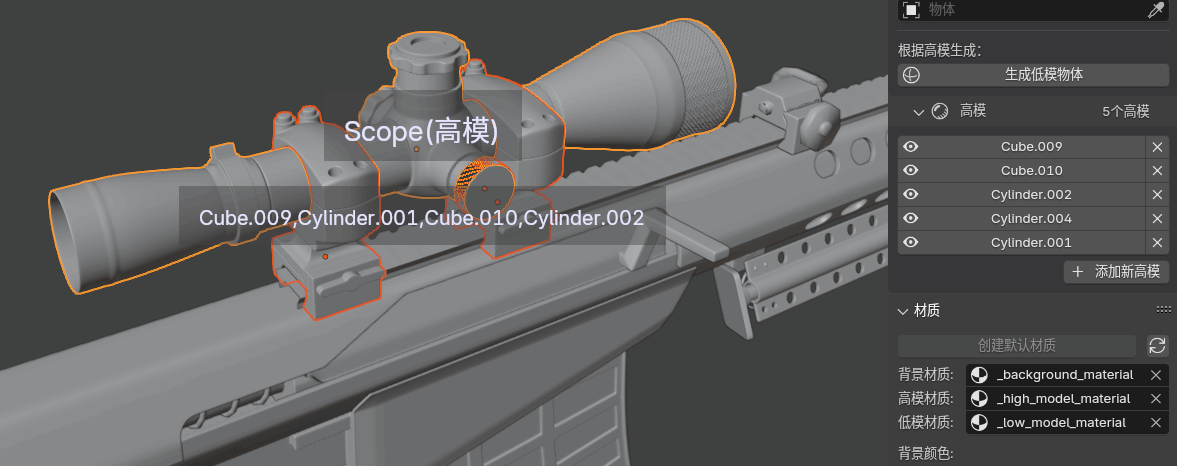 Scope(高模)
Cube.009,Cylinder.001,Cube.010,Cylinder.002
物体
根据高模生成：
生成低模物体
高模 5个高模
Cube.009
Cube.010
Cylinder.002
Cylinder.004
Cylinder.001
添加新高模
材质
创建默认材质
背景材质: _background_material
高模材质: _high_model_material
低模材质: _low_model_material
背景颜色: